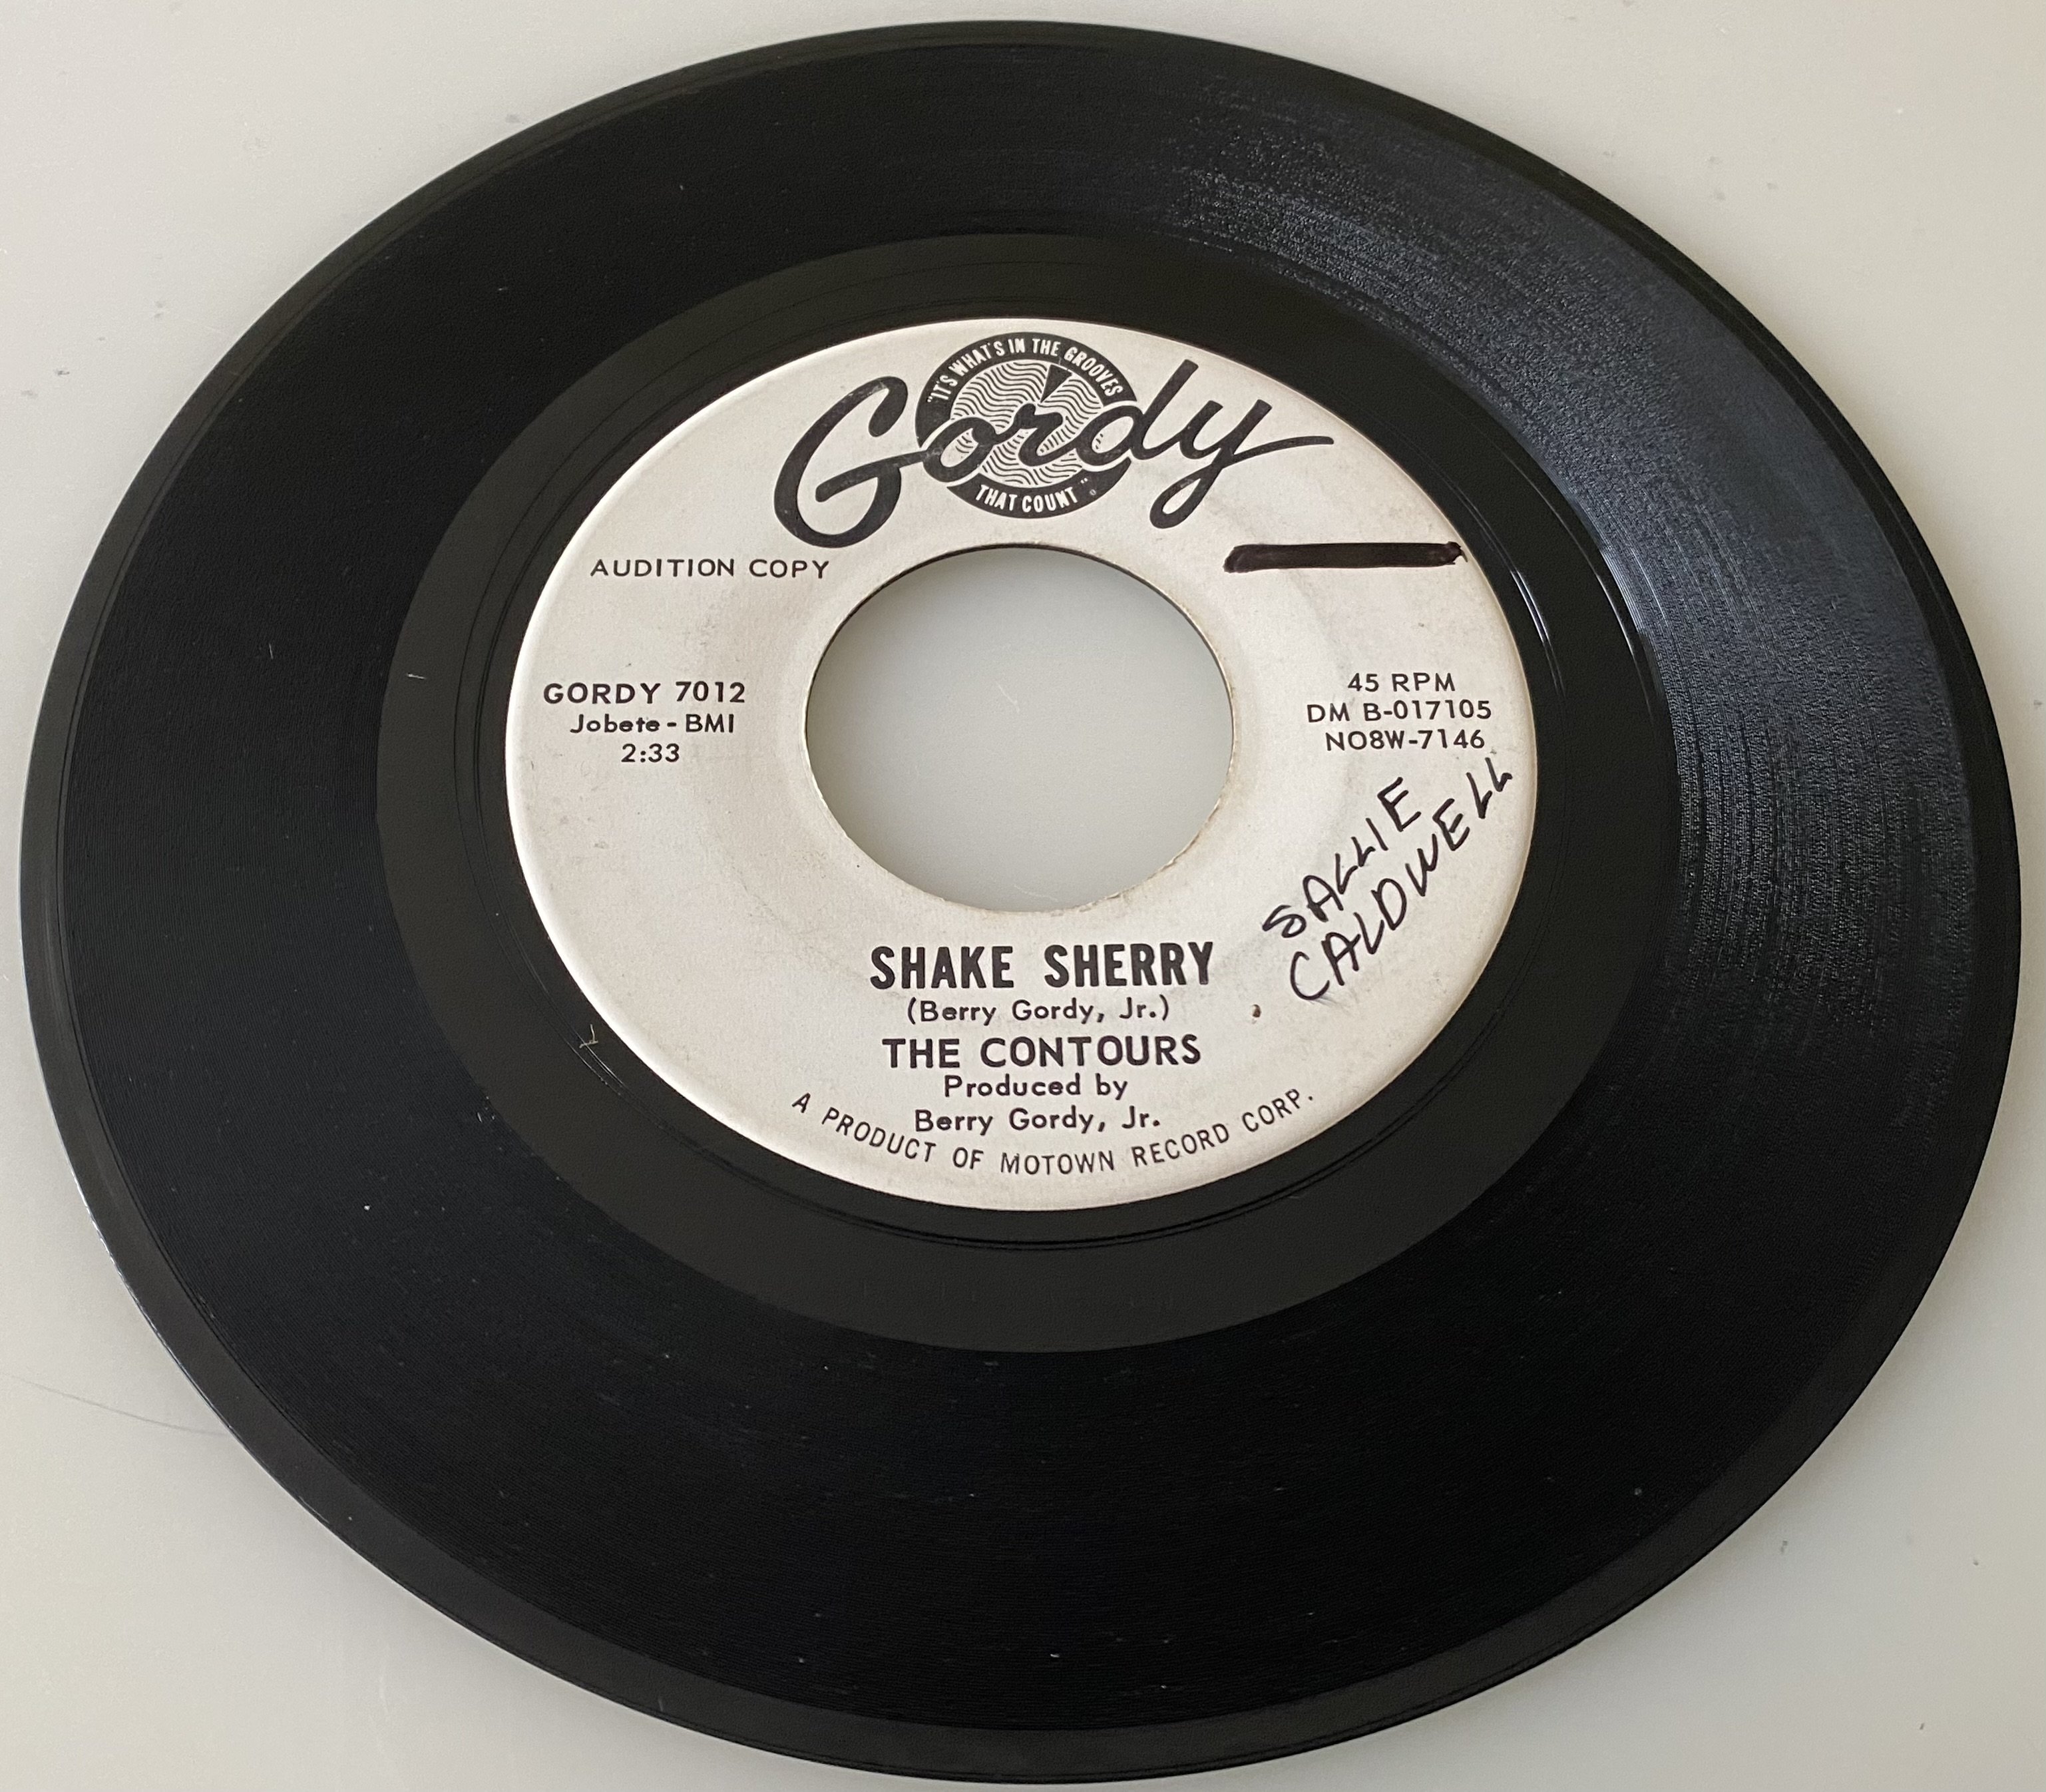 "IT'S WHAT'S IN THE GROOVES
Gordy
THAT COUNT"
AUDITION COPY
GORDY 7012
Jobete - BMI
2:33
45 RPM
DM B-017105
NO8W-7146
SALLIE
CALDWELL
SHAKE SHERRY
(Berry Gordy, Jr.)
THE CONTOURS
Produced by
Berry Gordy, Jr.
A PRODUCT OF MOTOWN RECORD CORP.